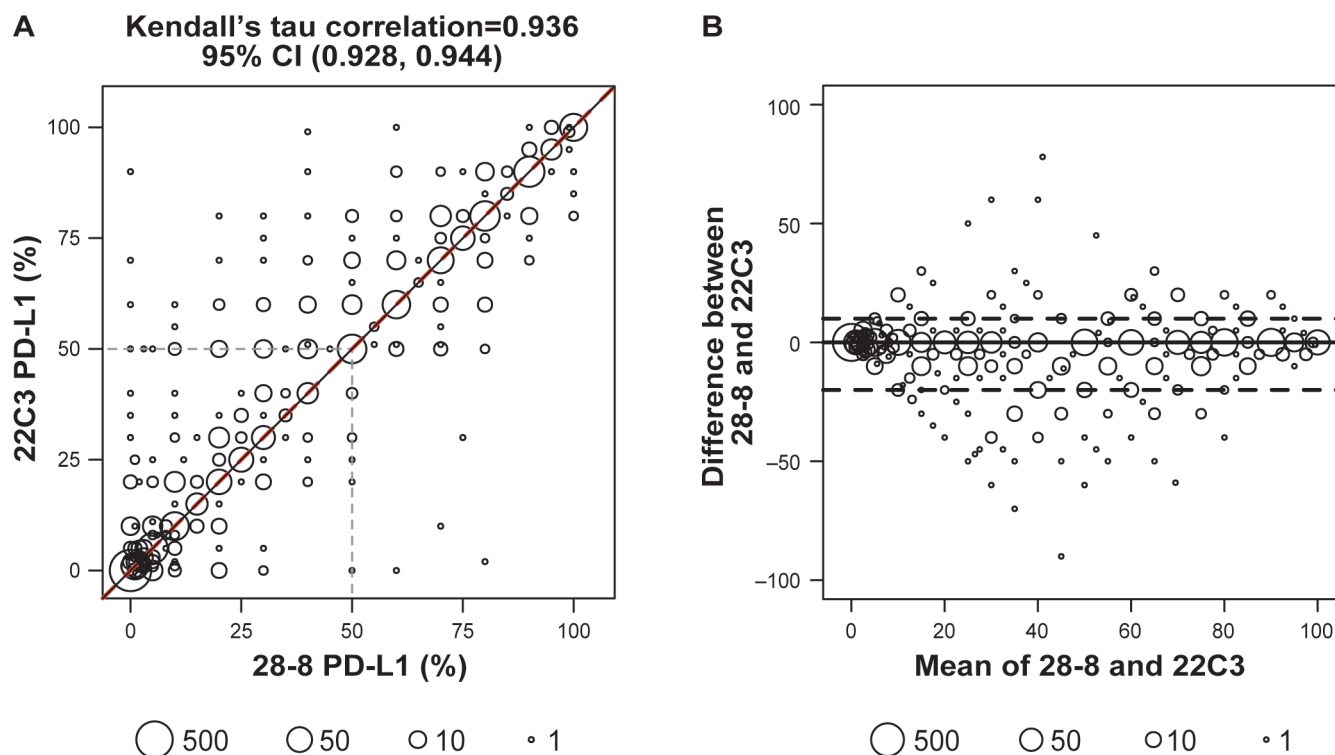 A
Kendall’s tau correlation=0.936
95% CI (0.928, 0.944)
22C3 PD-L1 (%)
100
75
50
25
0
0 25 50 75 100
28-8 PD-L1 (%)
500 50 10 1
B
Difference between
28-8 and 22C3
100
50
0
−50
−100
0 20 40 60 80 100
Mean of 28-8 and 22C3
500 50 10 1